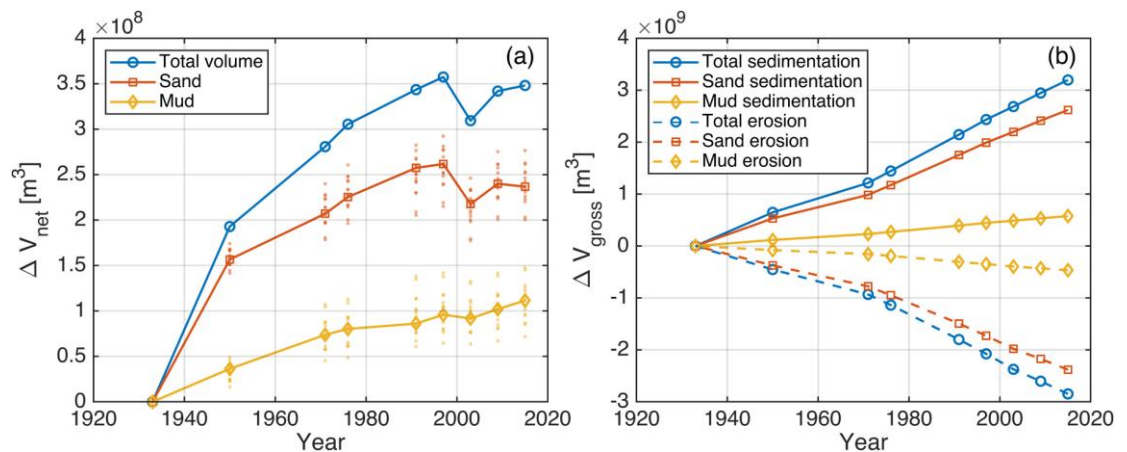 ×10⁸
(a)
Total volume
Sand
Mud
4
3.5
3
2.5
2
1.5
1
0.5
0
Δ V_net [m³]
1920 1940 1960 1980 2000 2020
Year
×10⁹
(b)
Total sedimentation
Sand sedimentation
Mud sedimentation
Total erosion
Sand erosion
Mud erosion
4
3
2
1
0
-1
-2
-3
Δ V_gross [m³]
1920 1940 1960 1980 2000 2020
Year